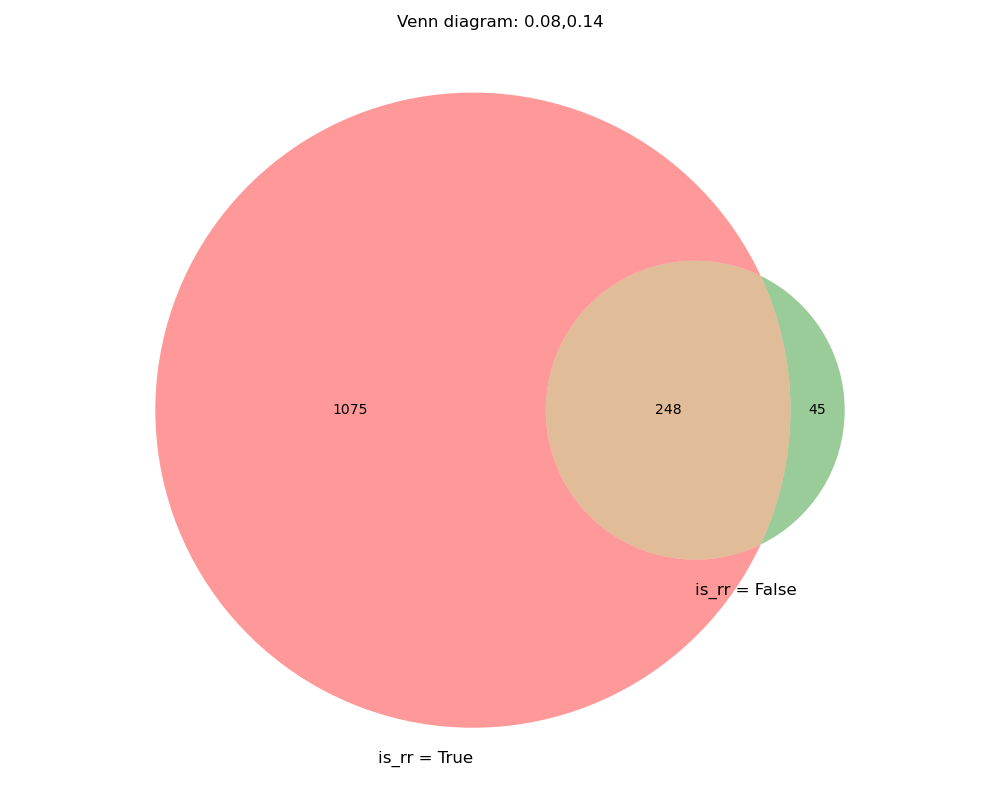 Venn diagram: 0.08,0.14
1075
248
45
is_rr = False
is_rr = True